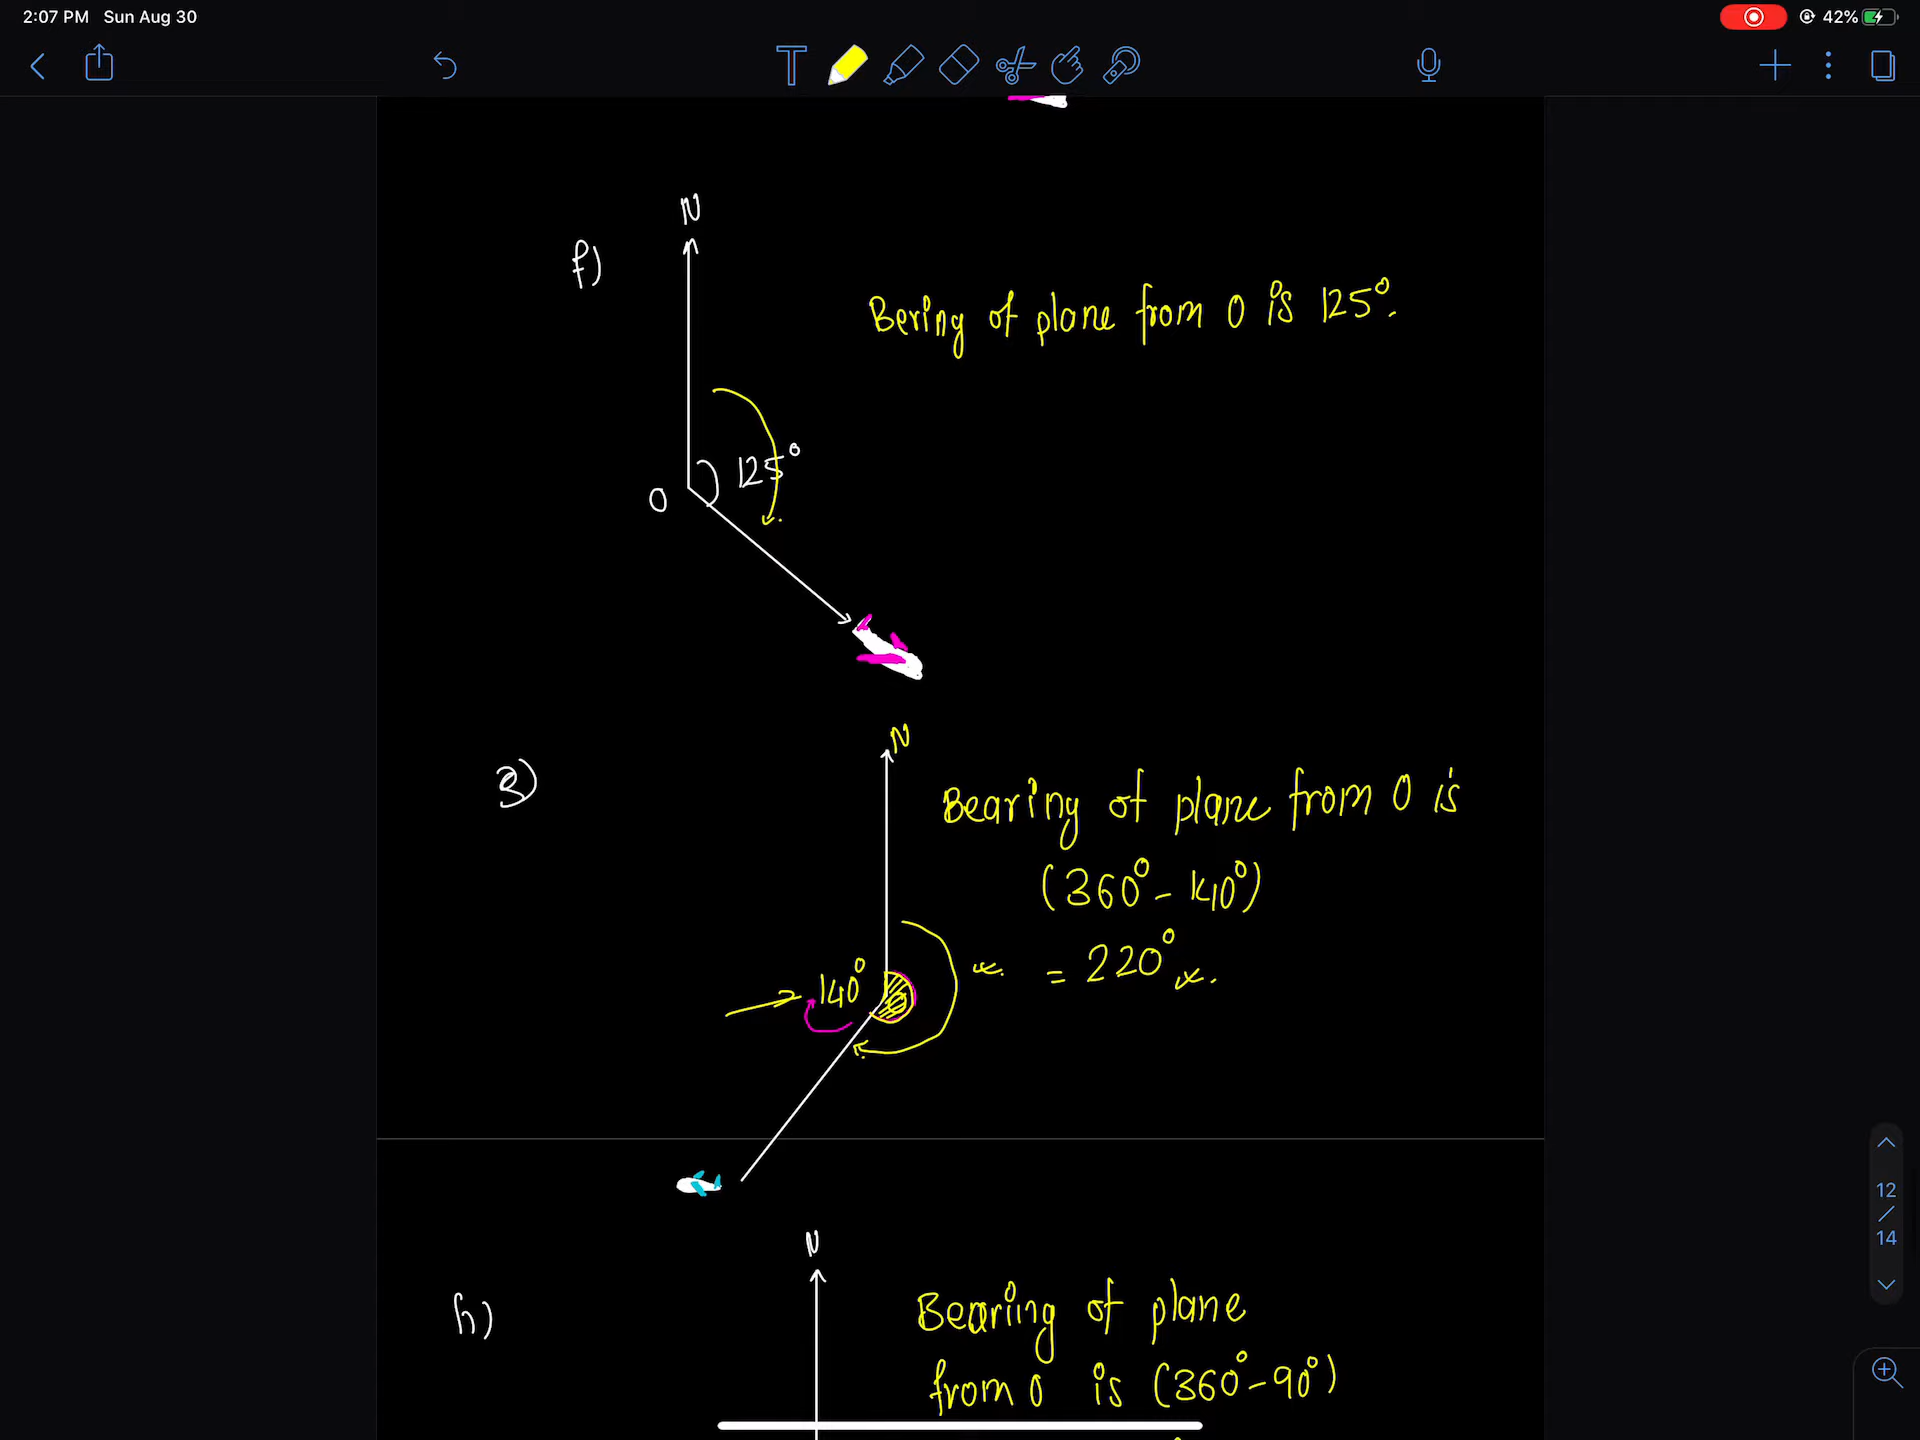 2:07 PM Sun Aug 30
42%
T
N
f)
Bering of plane from O is 125°.
125°
O
N
g)
Bearing of plane from O is
(360° - 140°)
= 220°
140°
12
/
14
N
h)
Bearing of plane
from O is (360° - 90°)